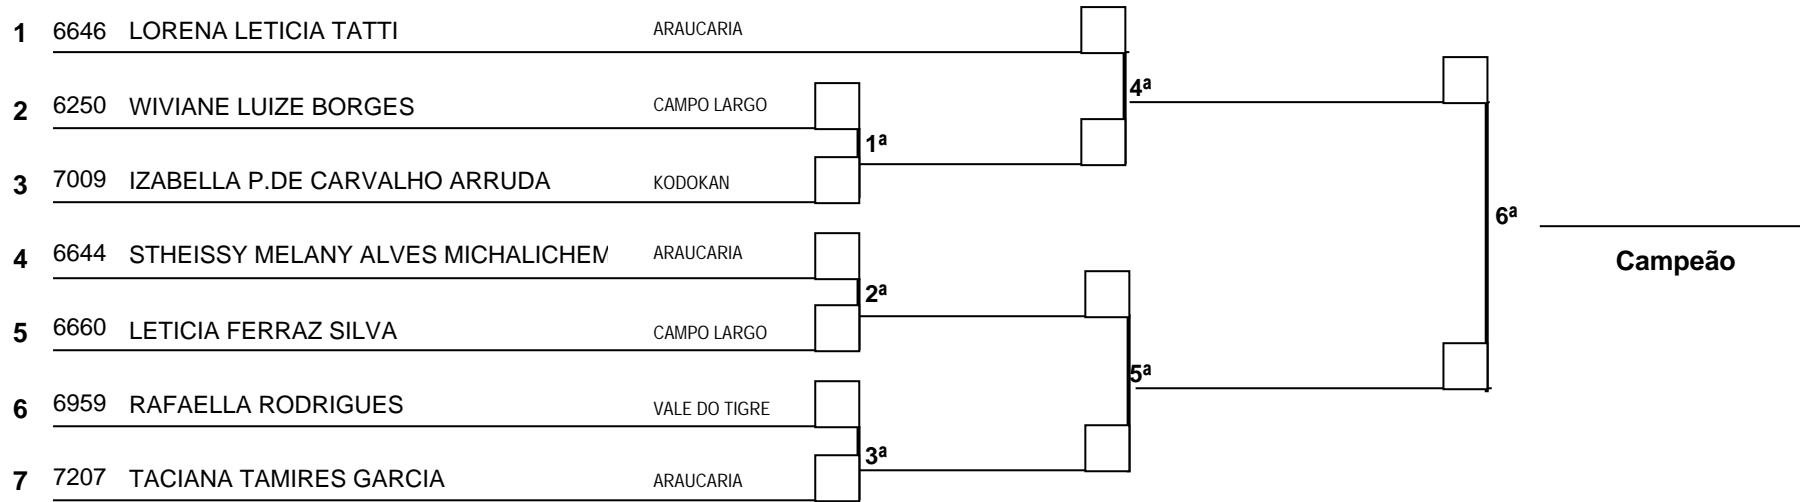 1 6646 LORENA LETICIA TATTI ARAUCARIA
4ª
2 6250 WIVIANE LUIZE BORGES CAMPO LARGO
1ª
3 7009 IZABELLA P.DE CARVALHO ARRUDA KODOKAN
6ª
4 6644 STHEISSY MELANY ALVES MICHALICHEM ARAUCARIA
Campeão
2ª
5 6660 LETICIA FERRAZ SILVA CAMPO LARGO
5ª
6 6959 RAFAELLA RODRIGUES VALE DO TIGRE
3ª
7 7207 TACIANA TAMIRES GARCIA ARAUCARIA